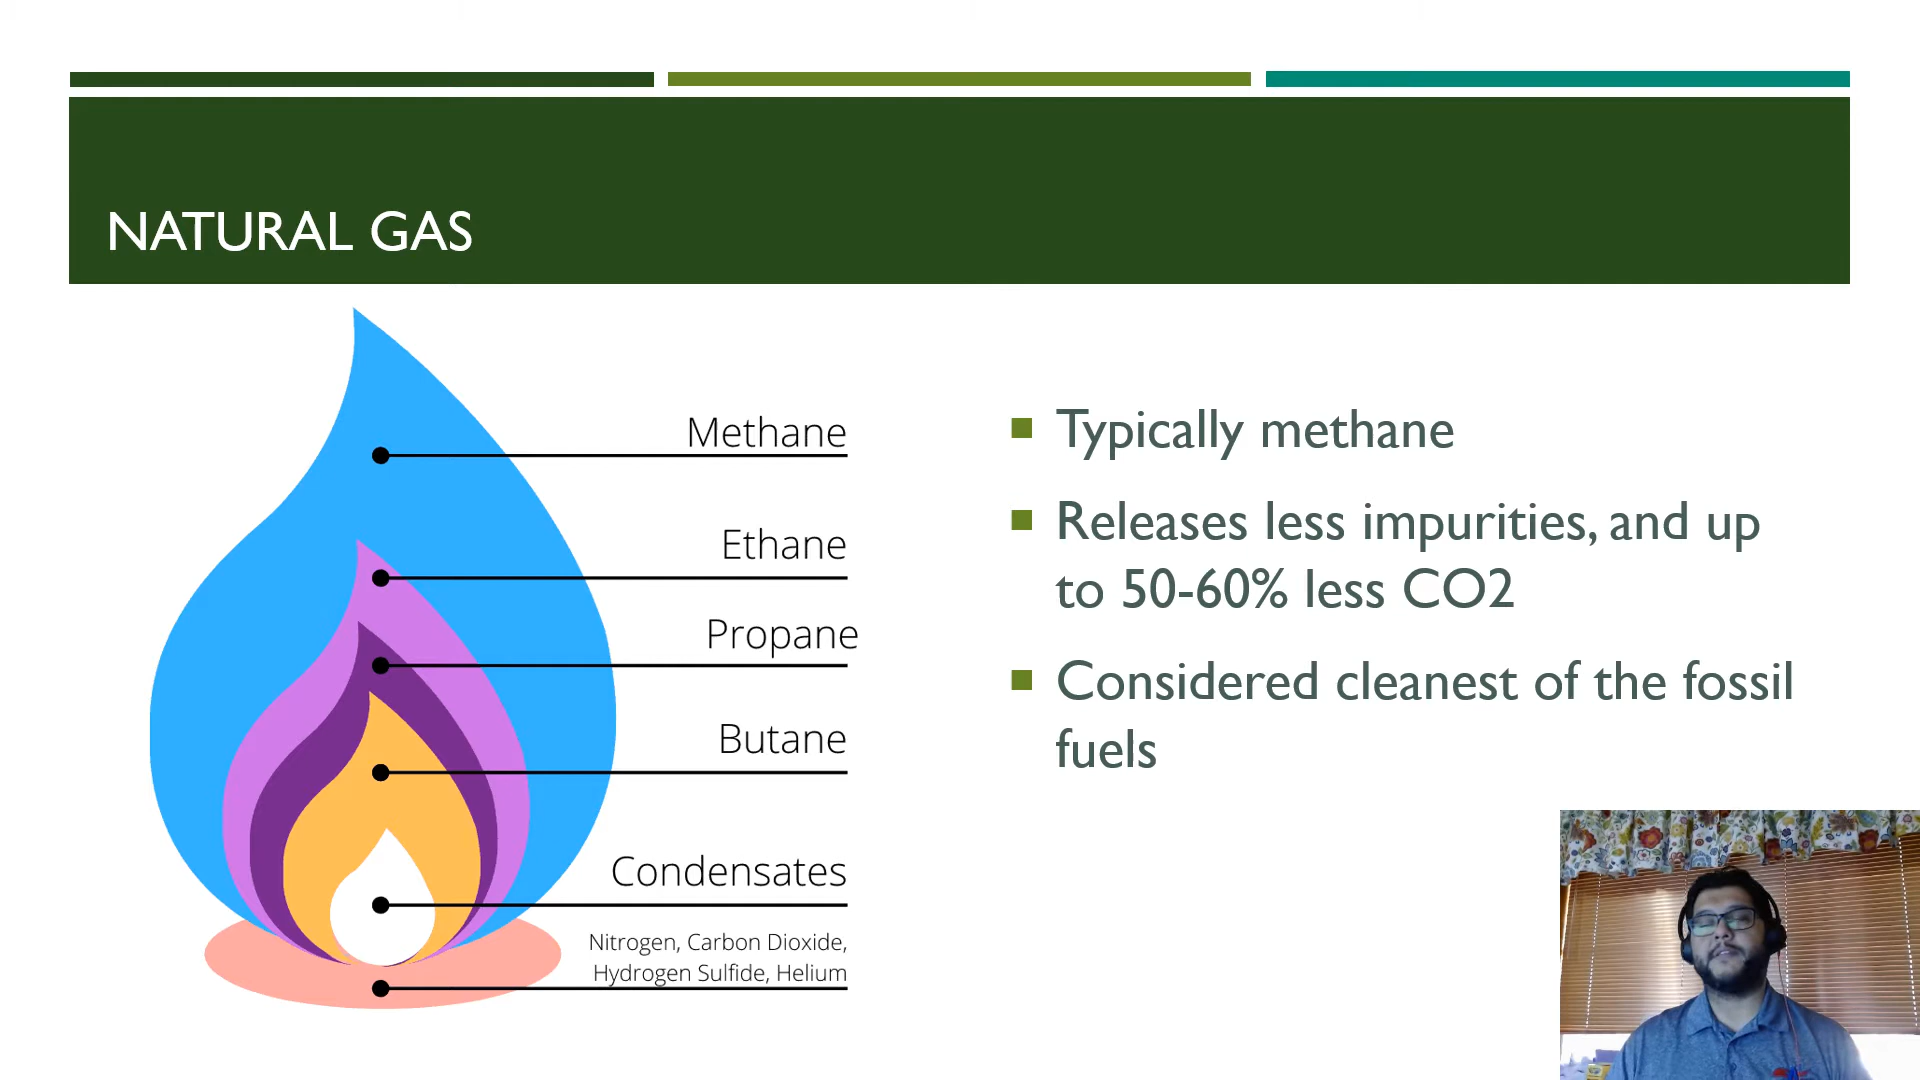 NATURAL GAS
Methane
Ethane
Propane
Butane
Condensates
Nitrogen, Carbon Dioxide,
Hydrogen Sulfide, Helium
Typically methane
Releases less impurities, and up
to 50-60% less CO2
Considered cleanest of the fossil
fuels